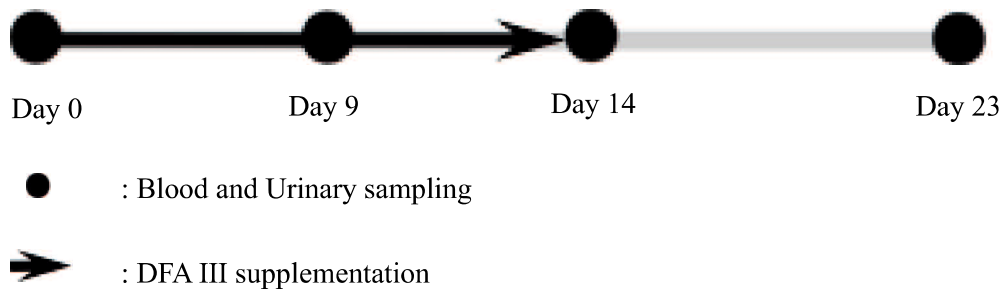 Day 0 Day 9 Day 14 Day 23
: Blood and Urinary sampling
: DFA III supplementation